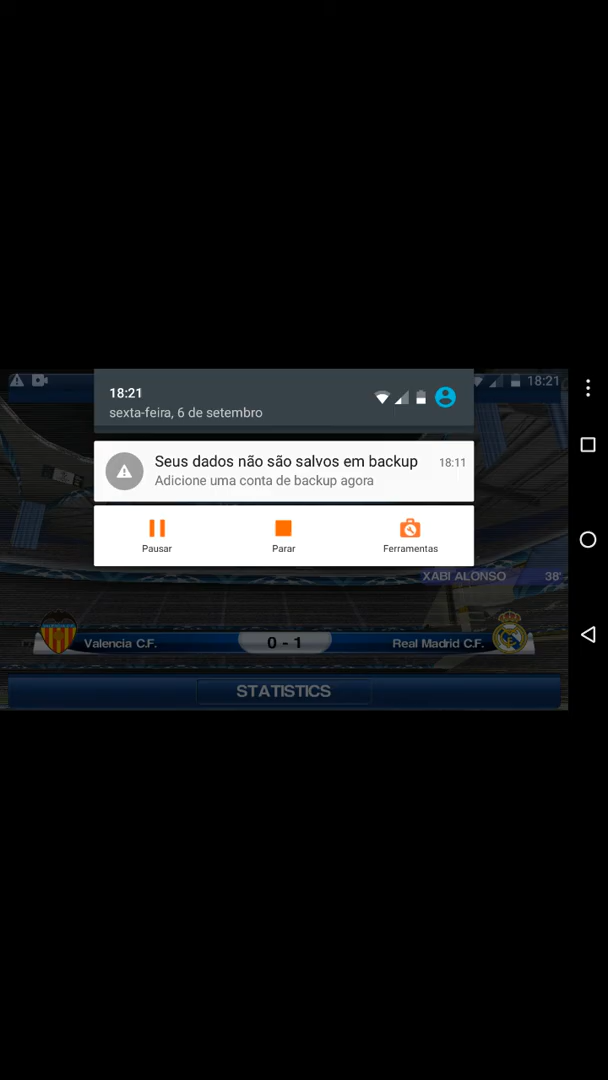 18:21
18:21
sexta-feira, 6 de setembro
Seus dados não são salvos em backup 18:11
Adicione uma conta de backup agora
Pausar Parar Ferramentas
XABI ALONSO 38'
Valencia C.F. 0 - 1 Real Madrid C.F.
STATISTICS